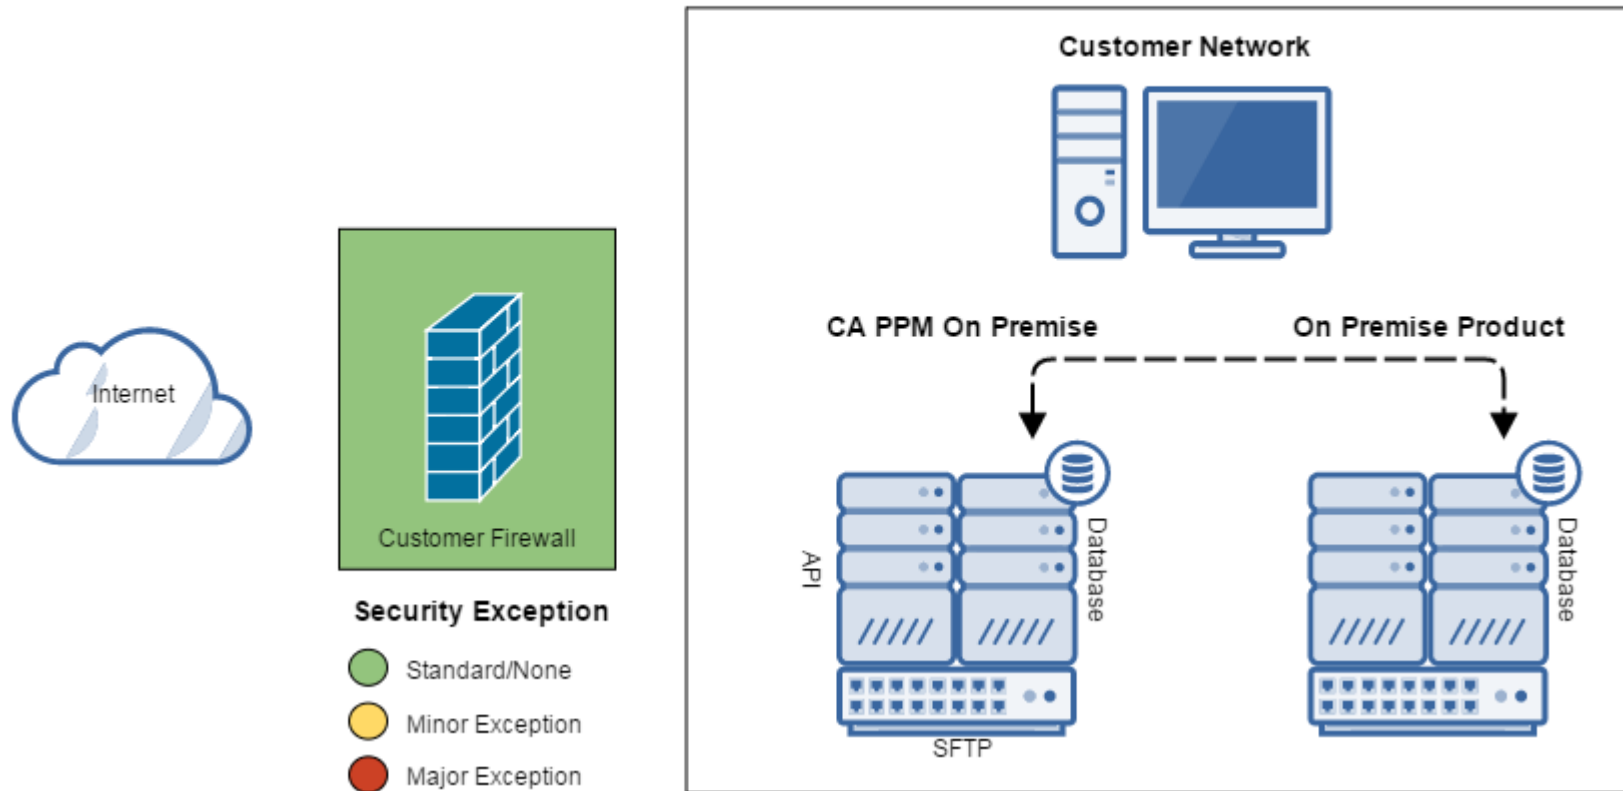 Customer Network
CA PPM On Premise
On Premise Product
Internet
Customer Firewall
API
Database
Database
SFTP
Security Exception
Standard/None
Minor Exception
Major Exception